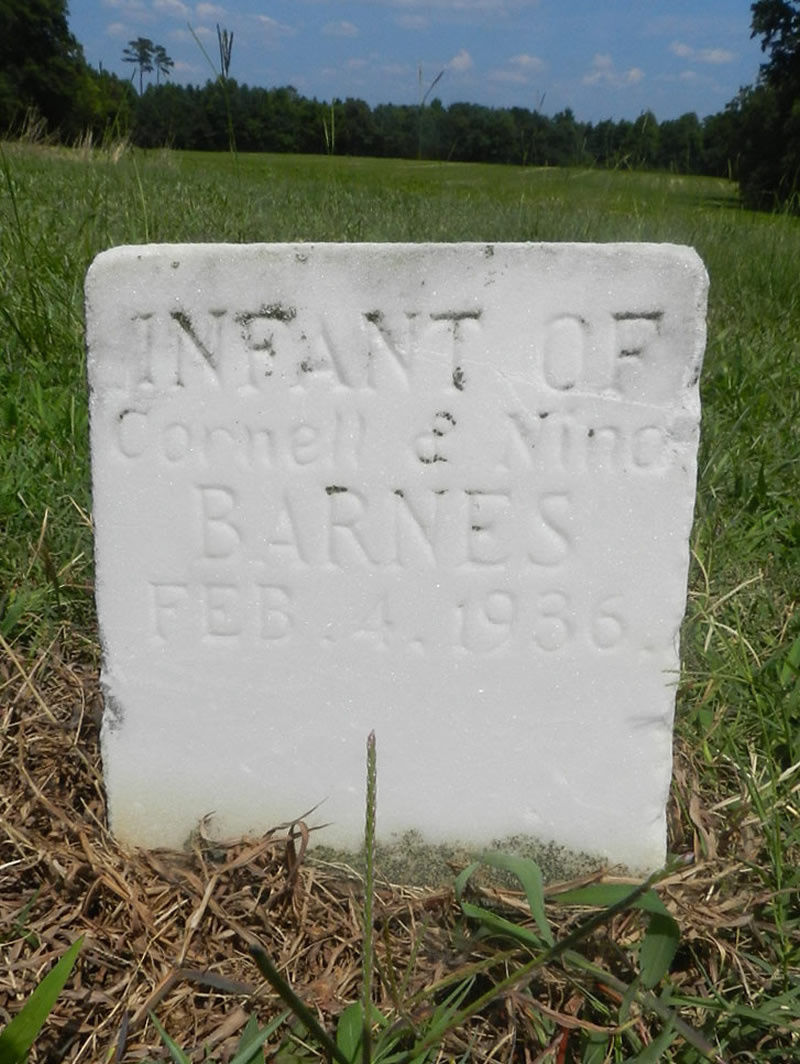 INFANT OF
Cornell & Nina
BARNES
FEB. 4. 1936.